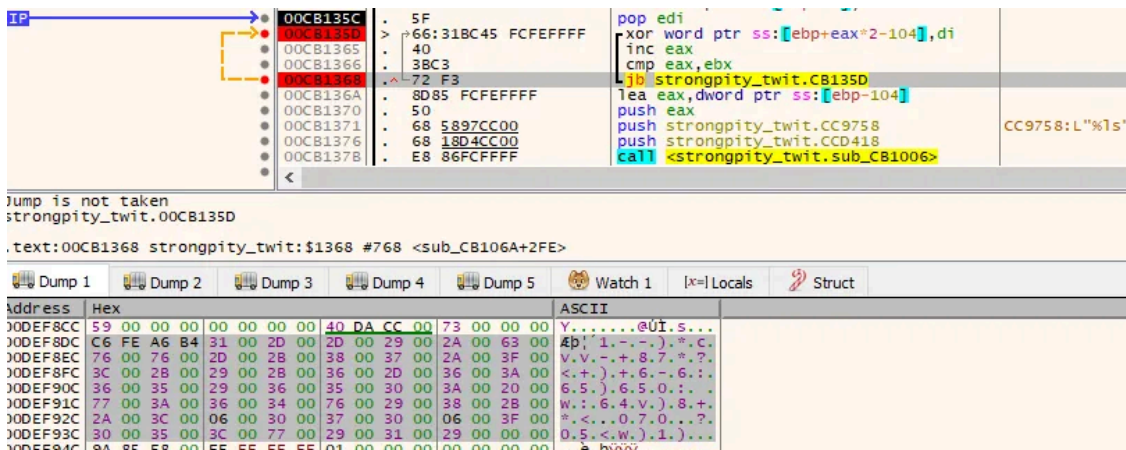 IP
00CB135C . 5F pop edi
00CB135D > 66:31BC45 FCFEFFFF xor word ptr ss:[ebp+eax*2-104],di
00CB1365 . 40 inc eax
00CB1366 . 3BC3 cmp eax,ebx
00CB1368 .^ 72 F3 jb strongpity_twit.CB135D
00CB136A . 8D85 FCFEFFFF lea eax,dword ptr ss:[ebp-104]
00CB1370 . 50 push eax
00CB1371 . 68 5897CC00 push strongpity_twit.CC9758 CC9758:L"%ls"
00CB1376 . 68 18D4CC00 push strongpity_twit.CCD418
00CB137B . E8 86FCFFFF call <strongpity_twit.sub_CB1006>
Jump is not taken
strongpity_twit.00CB135D
.text:00CB1368 strongpity_twit:$1368 #768 <sub_CB106A+2FE>
Dump 1 Dump 2 Dump 3 Dump 4 Dump 5 Watch 1 [x=] Locals Struct
Address Hex ASCII
00DEF8CC 59 00 00 00 00 00 00 00 40 DA CC 00 73 00 00 00 Y.......@ÚÌ.s...
00DEF8DC C6 FE A6 B4 31 00 2D 00 2D 00 29 00 2A 00 63 00 Æþ¦´1.-.-.).*.c.
00DEF8EC 76 00 76 00 2D 00 2B 00 38 00 37 00 2A 00 3F 00 v.v.-.+.8.7.*.?.
00DEF8FC 3C 00 2B 00 29 00 2B 00 36 00 2D 00 36 00 3A 00 <.+.).+.6.-.6.:.
00DEF90C 36 00 35 00 29 00 36 00 35 00 30 00 3A 00 20 00 6.5.).6.5.0.:. .
00DEF91C 77 00 3A 00 36 00 34 00 76 00 29 00 38 00 2B 00 w.:.6.4.v.).8.+.
00DEF92C 2A 00 3C 00 06 00 30 00 37 00 30 00 06 00 3F 00 *.<...0.7.0...?.
00DEF93C 30 00 35 00 3C 00 77 00 29 00 31 00 29 00 00 00 0.5.<.w.).1.)...